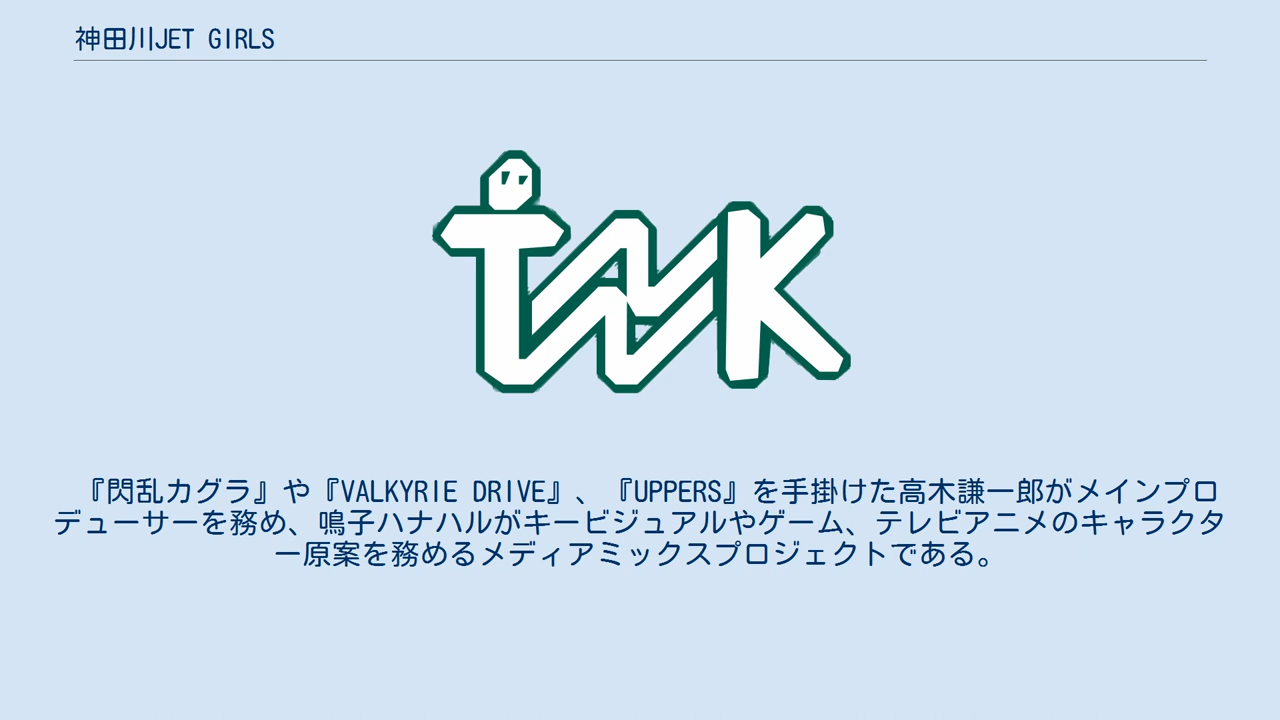 神田川JET GIRLS
TNK
『閃乱カグラ』や『VALKYRIE DRIVE』、『UPPERS』を手掛けた高木謙一郎がメインプロ
デューサーを務め、鳴子ハナハルがキービジュアルやゲーム、テレビアニメのキャラクタ
ー原案を務めるメディアミックスプロジェクトである。